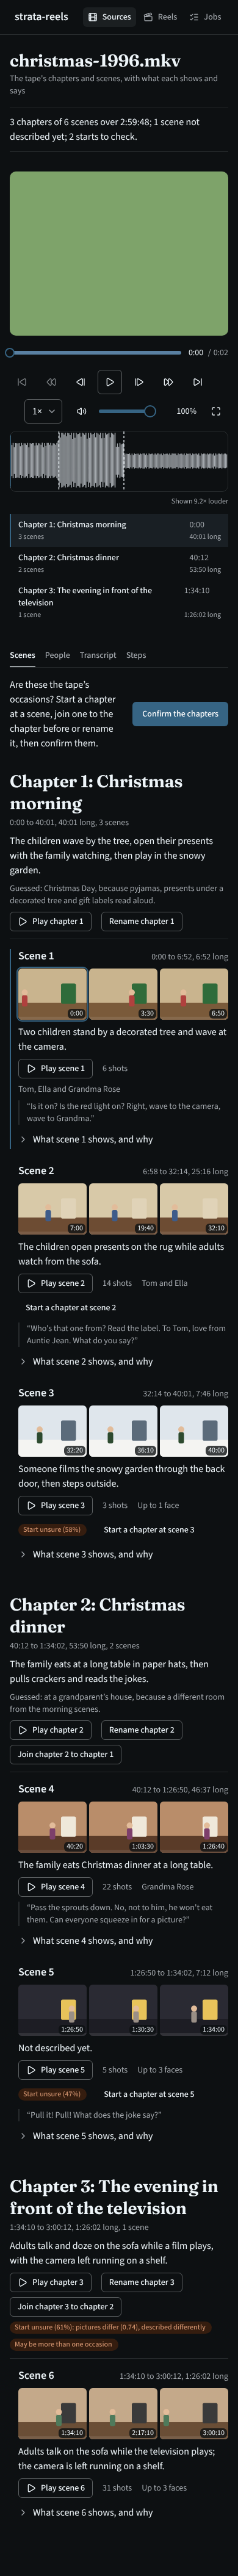 strata-reels Sources Reels Jobs
christmas-1996.mkv
The tape's chapters and scenes, with what each shows and
says
3 chapters of 6 scenes over 2:59:48; 1 scene not
described yet; 2 starts to check.
0:00 / 0:02
1× 100%
Shown 9.2× louder
Chapter 1: Christmas morning 0:00
3 scenes 40:01 long
Chapter 2: Christmas dinner 40:12
2 scenes 53:50 long
Chapter 3: The evening in front of the 1:34:10
television
1 scene 1:26:02 long
Scenes People Transcript Steps
Are these the tape's
occasions? Start a chapter
at a scene, join one to the
chapter before or rename
it, then confirm them.
Confirm the chapters
Chapter 1: Christmas
morning
0:00 to 40:01, 40:01 long, 3 scenes
The children wave by the tree, open their presents
with the family watching, then play in the snowy
garden.
Guessed: Christmas Day, because pyjamas, presents under a
decorated tree and gift labels read aloud.
Play chapter 1 Rename chapter 1
Scene 1 0:00 to 6:52, 6:52 long
0:00 3:30 6:50
Two children stand by a decorated tree and wave at
the camera.
Play scene 1 6 shots
Tom, Ella and Grandma Rose
“Is it on? Is the red light on? Right, wave to the camera,
wave to Grandma.”
What scene 1 shows, and why
Scene 2 6:58 to 32:14, 25:16 long
7:00 19:40 32:10
The children open presents on the rug while adults
watch from the sofa.
Play scene 2 14 shots Tom and Ella
Start a chapter at scene 2
“Who's that one from? Read the label. To Tom, love from
Auntie Jean. What do you say?”
What scene 2 shows, and why
Scene 3 32:14 to 40:01, 7:46 long
32:20 36:10 40:00
Someone films the snowy garden through the back
door, then steps outside.
Play scene 3 3 shots Up to 1 face
Start unsure (58%) Start a chapter at scene 3
What scene 3 shows, and why
Chapter 2: Christmas
dinner
40:12 to 1:34:02, 53:50 long, 2 scenes
The family eats at a long table in paper hats, then
pulls crackers and reads the jokes.
Guessed: at a grandparent's house, because a different room
from the morning scenes.
Play chapter 2 Rename chapter 2
Join chapter 2 to chapter 1
Scene 4 40:12 to 1:26:50, 46:37 long
40:20 1:03:30 1:26:40
The family eats Christmas dinner at a long table.
Play scene 4 22 shots Grandma Rose
“Pass the sprouts down. No, not to him, he won't eat
them. Can everyone squeeze in for a picture?”
What scene 4 shows, and why
Scene 5 1:26:50 to 1:34:02, 7:12 long
1:26:50 1:30:30 1:34:00
Not described yet.
Play scene 5 5 shots Up to 3 faces
Start unsure (47%) Start a chapter at scene 5
“Pull it! Pull! What does the joke say?”
What scene 5 shows, and why
Chapter 3: The evening in
front of the television
1:34:10 to 3:00:12, 1:26:02 long, 1 scene
Adults talk and doze on the sofa while a film plays,
with the camera left running on a shelf.
Play chapter 3 Rename chapter 3
Join chapter 3 to chapter 2
Start unsure (61%): pictures differ (0.74), described differently
May be more than one occasion
Scene 6 1:34:10 to 3:00:12, 1:26:02 long
1:34:10 2:17:10 3:00:10
Adults talk on the sofa while the television plays;
the camera is left running on a shelf.
Play scene 6 31 shots Up to 3 faces
What scene 6 shows, and why